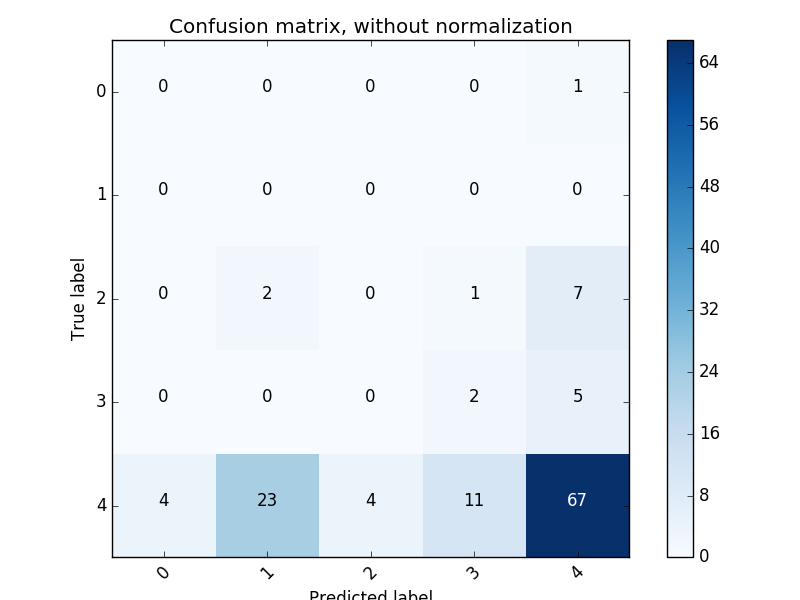 Confusion matrix, without normalization
0 0 0 0 0 1
1 0 0 0 0 0
2 0 2 0 1 7
3 0 0 0 2 5
4 4 23 4 11 67
0 1 2 3 4
True label
Predicted label
64
56
48
40
32
24
16
8
0